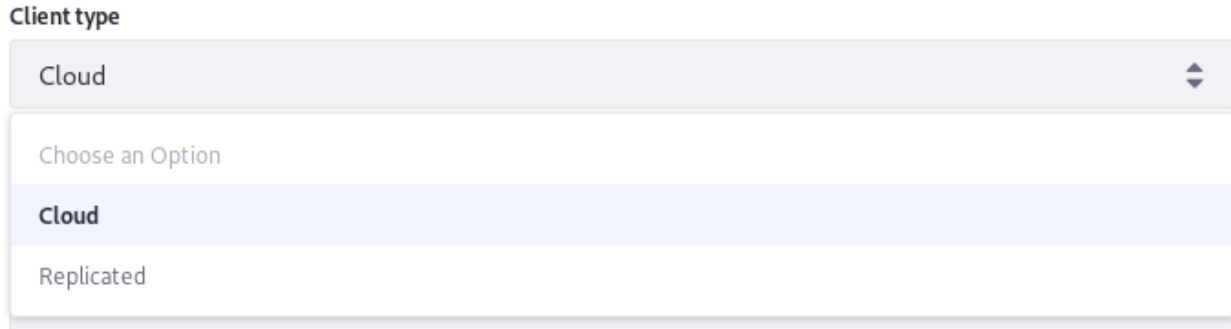 Client type
Cloud
Choose an Option
Cloud
Replicated